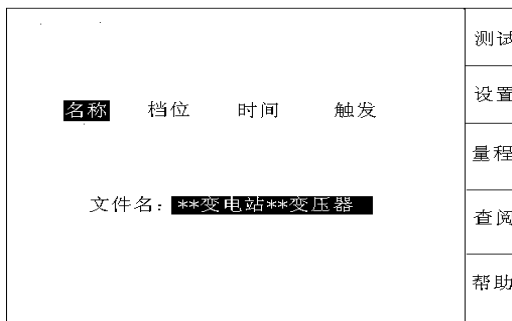 测试
设置
名称 档位 时间 触发
量程
文件名：**变电站**变压器
查阅
帮助